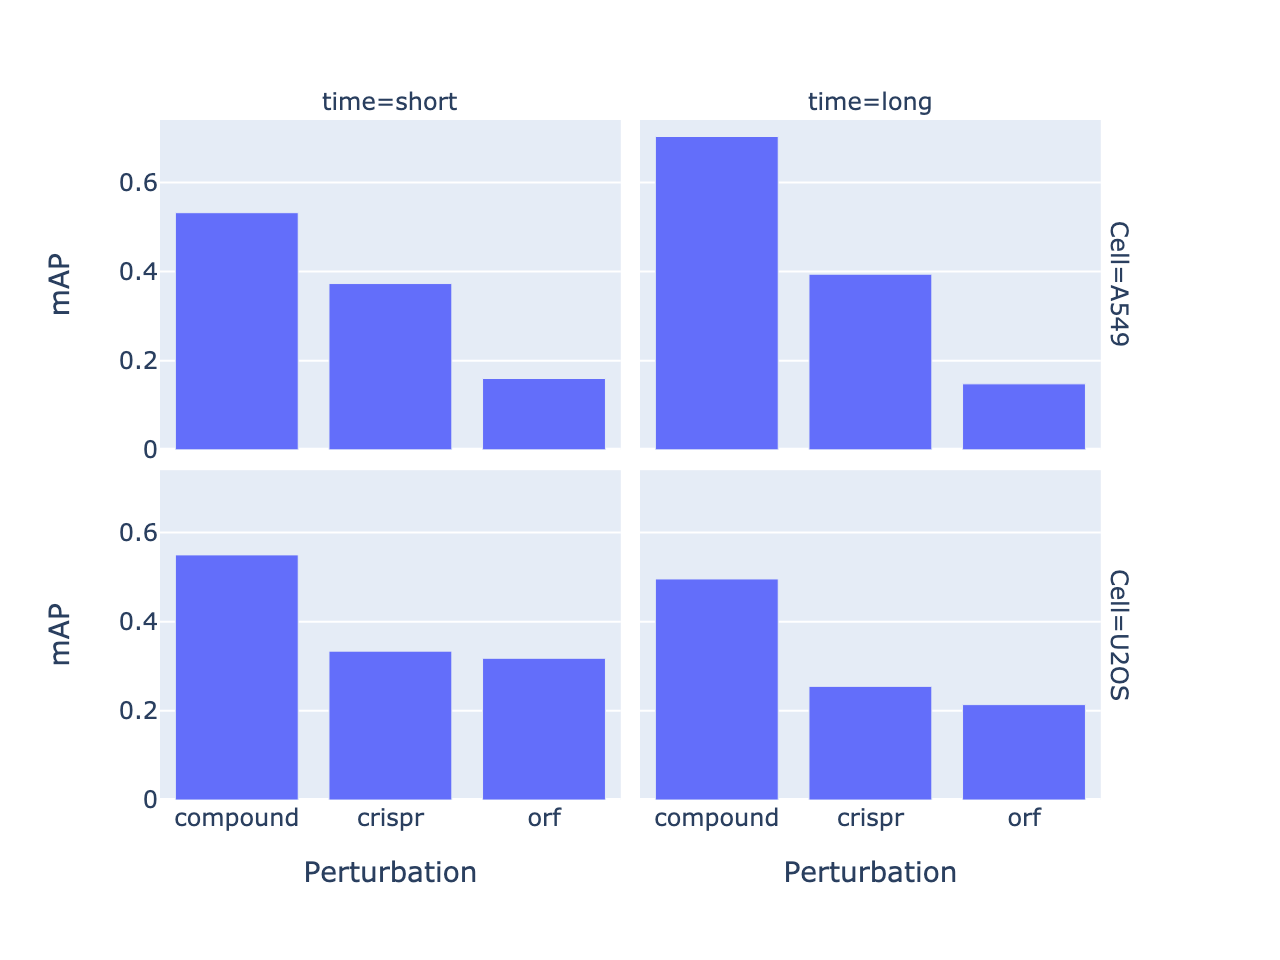 time=short
time=long
mAP
0.6
0.4
0.2
0
Cell=A549
mAP
0.6
0.4
0.2
0
Cell=U2OS
compound crispr orf
compound crispr orf
Perturbation
Perturbation